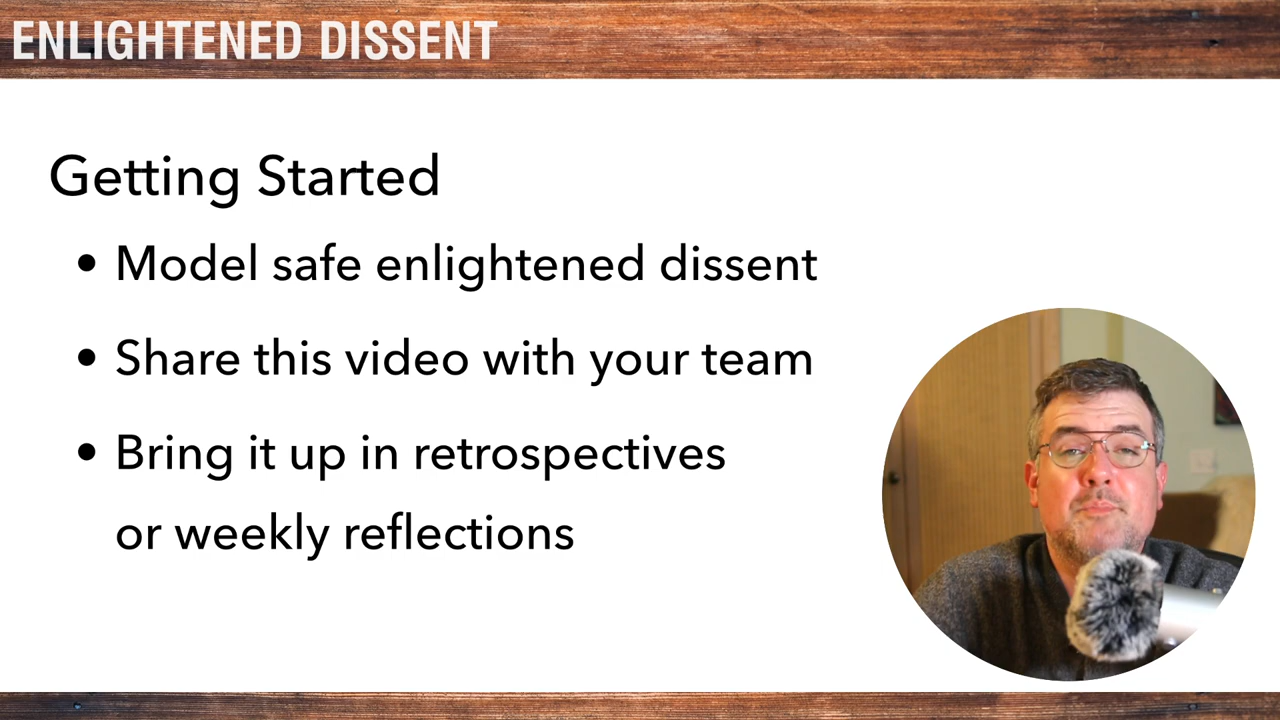 ENLIGHTENED DISSENT
Getting Started
• Model safe enlightened dissent
• Share this video with your team
• Bring it up in retrospectives
or weekly reflections